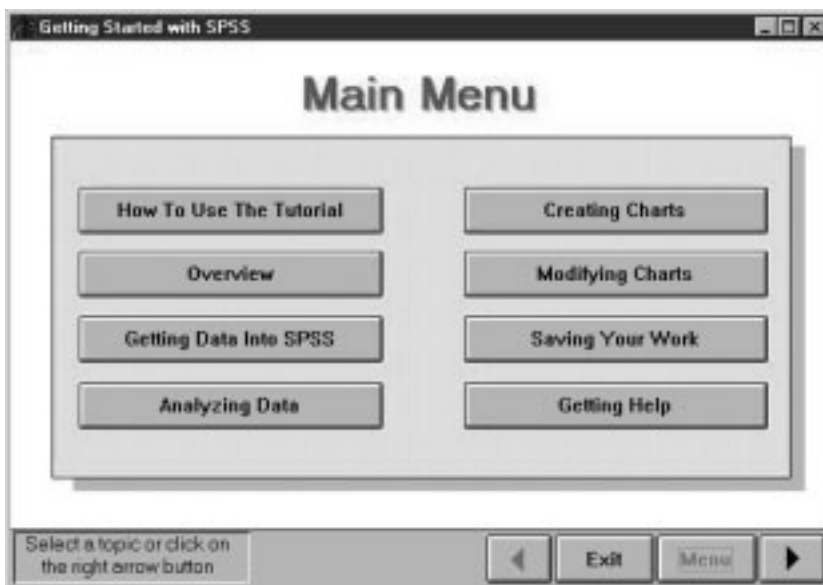 Getting Started with SPSS
Main Menu
How To Use The Tutorial
Overview
Getting Data Into SPSS
Analyzing Data
Creating Charts
Modifying Charts
Saving Your Work
Getting Help
Select a topic or click on
the right arrow button
Exit
Menu